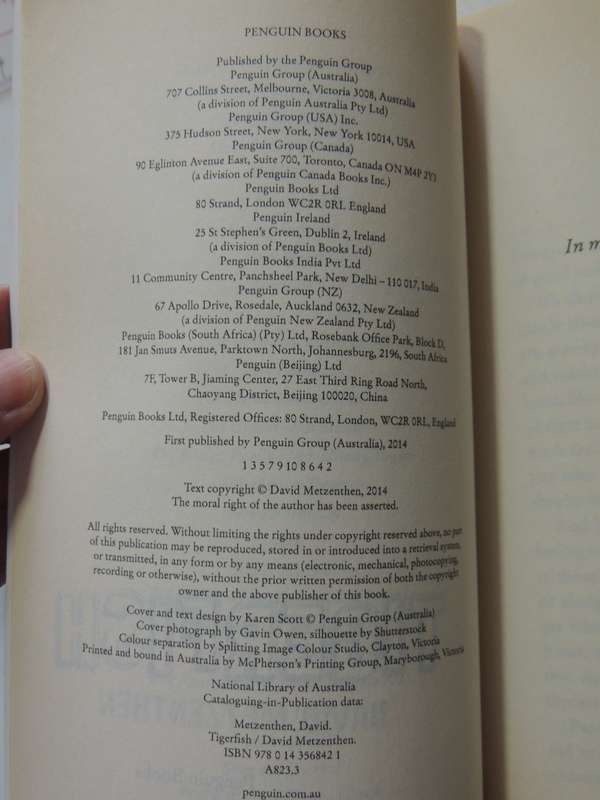 PENGUIN BOOKS
Published by the Penguin Group
Penguin Group (Australia)
707 Collins Street, Melbourne, Victoria 3008, Australia
(a division of Penguin Australia Pty Ltd)
Penguin Group (USA) Inc.
375 Hudson Street, New York, New York 10014, USA
Penguin Group (Canada)
90 Eglinton Avenue East, Suite 700, Toronto, Canada ON M4P 2Y3
(a division of Penguin Canada Books Inc.)
Penguin Books Ltd
80 Strand, London WC2R 0RL England
Penguin Ireland
25 St Stephen's Green, Dublin 2, Ireland
(a division of Penguin Books Ltd)
Penguin Books India Pvt Ltd
11 Community Centre, Panchsheel Park, New Delhi – 110 017, India
Penguin Group (NZ)
67 Apollo Drive, Rosedale, Auckland 0632, New Zealand
(a division of Penguin New Zealand Pty Ltd)
Penguin Books (South Africa) (Pty) Ltd, Rosebank Office Park, Block D,
181 Jan Smuts Avenue, Parktown North, Johannesburg, 2196, South Africa
Penguin (Beijing) Ltd
7F, Tower B, Jiaming Center, 27 East Third Ring Road North,
Chaoyang District, Beijing 100020, China
Penguin Books Ltd, Registered Offices: 80 Strand, London, WC2R 0RL, England
First published by Penguin Group (Australia), 2014
1 3 5 7 9 10 8 6 4 2
Text copyright © David Metzenthen, 2014
The moral right of the author has been asserted.
All rights reserved. Without limiting the rights under copyright reserved above, no part
of this publication may be reproduced, stored in or introduced into a retrieval system,
or transmitted, in any form or by any means (electronic, mechanical, photocopying,
recording or otherwise), without the prior written permission of both the copyright
owner and the above publisher of this book.
Cover and text design by Karen Scott © Penguin Group (Australia)
Cover photograph by Gavin Owen, silhouette by Shutterstock
Colour separation by Splitting Image Colour Studio, Clayton, Victoria
Printed and bound in Australia by McPherson's Printing Group, Maryborough, Victoria
National Library of Australia
Cataloguing-in-Publication data:
Metzenthen, David.
Tigerfish / David Metzenthen.
ISBN 978 0 14 356842 1
A823.3
penguin.com.au
In